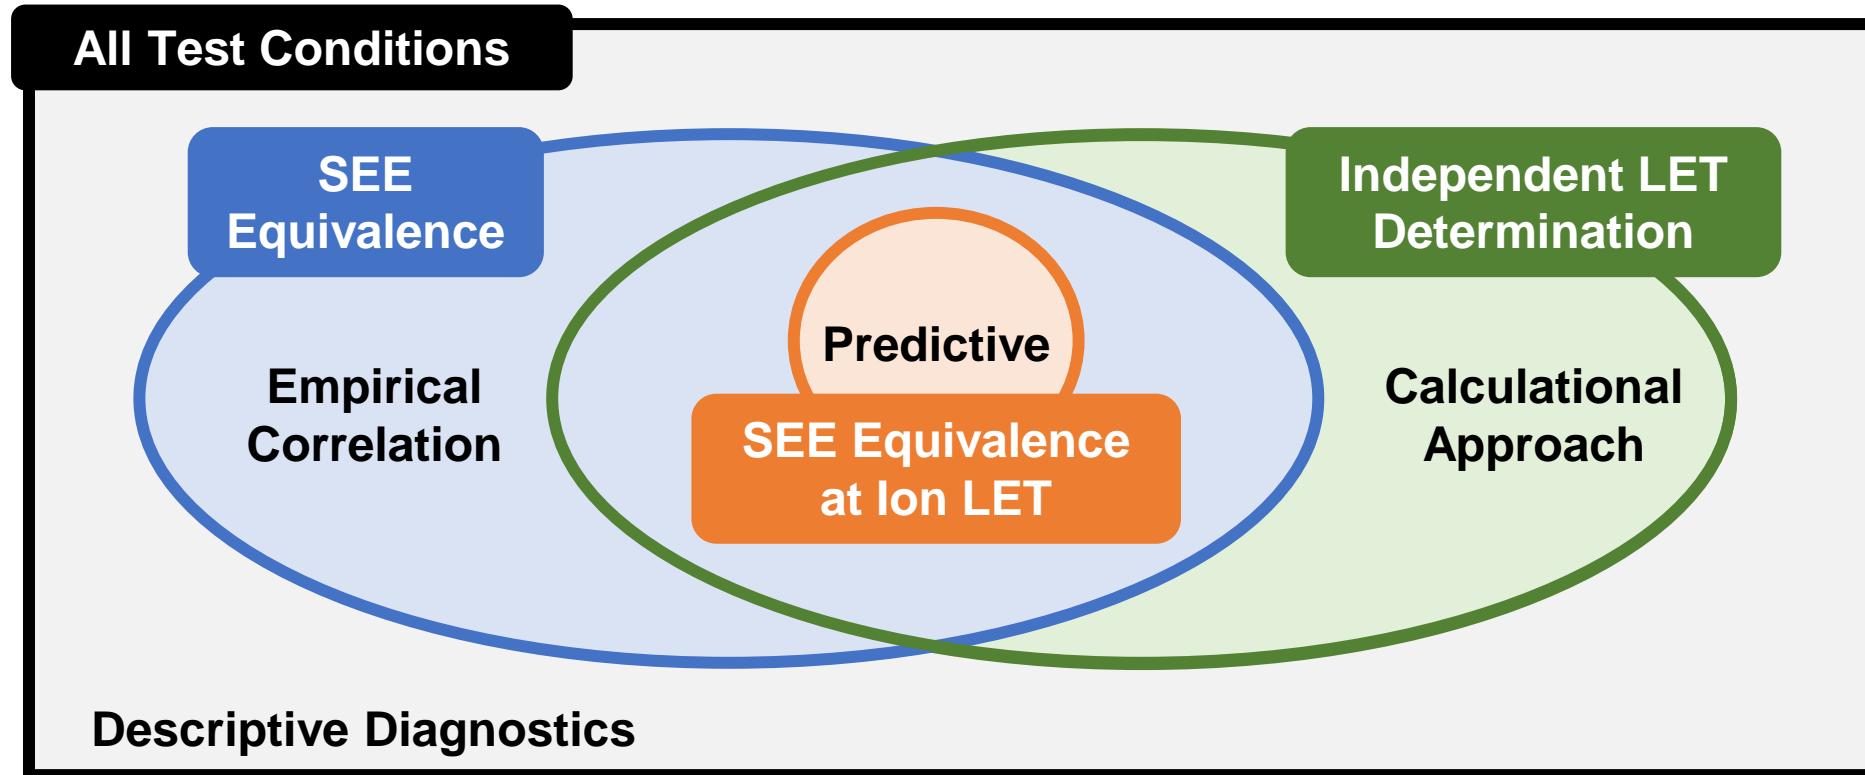 All Test Conditions
SEE
Equivalence
Independent LET
Determination
Predictive
Empirical
Correlation
Calculational
Approach
SEE Equivalence
at Ion LET
Descriptive Diagnostics